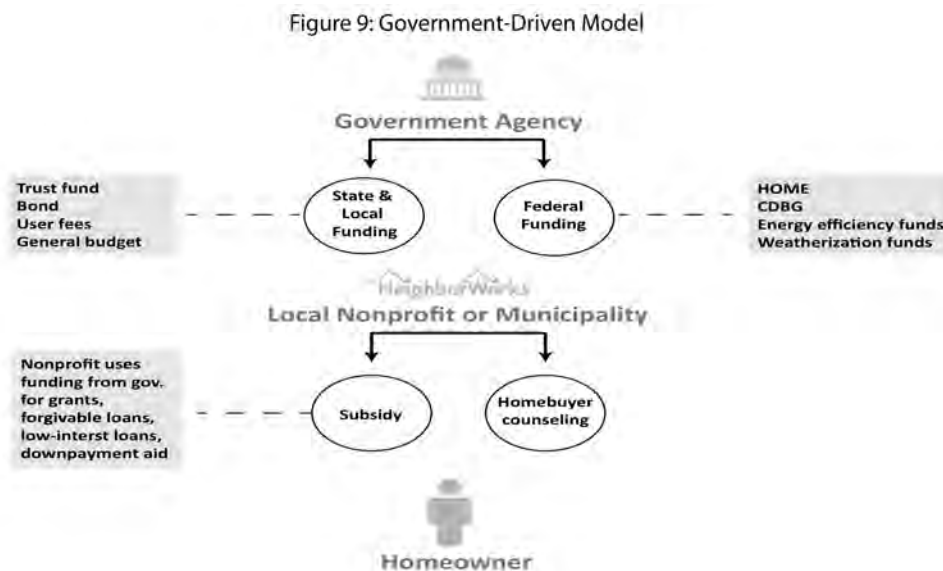 Figure 9: Government-Driven Model
Government Agency
Trust fund
Bond
User fees
General budget
State &
Local
Funding
Federal
Funding
HOME
CDBG
Energy efficiency funds
Weatherization funds
NeighborWorks
Local Nonprofit or Municipality
Nonprofit uses
funding from gov.
for grants,
forgivable loans,
low-interst loans,
downpayment aid
Subsidy
Homebuyer
counseling
Homeowner